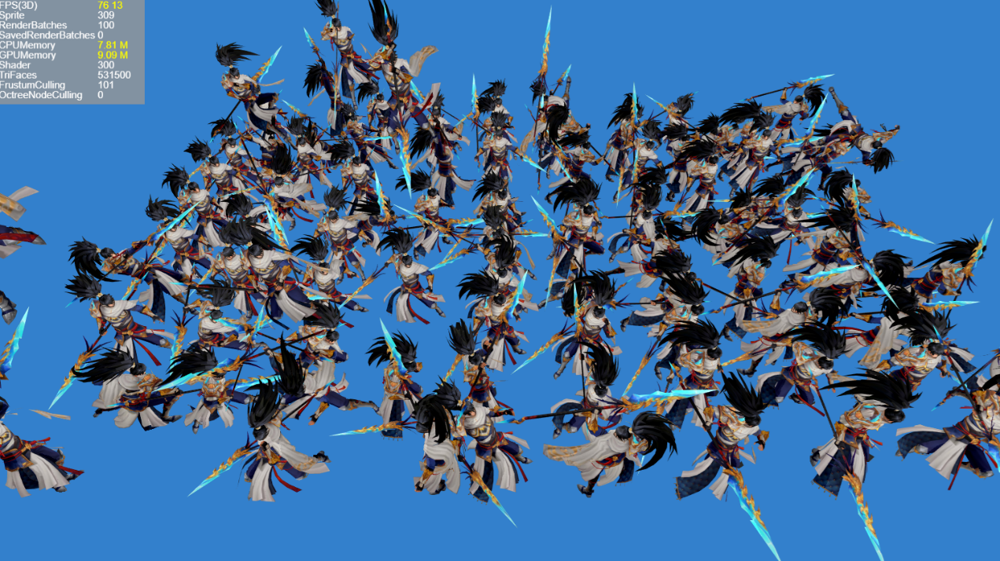 FPS(3D) 76 13
Sprite 309
RenderBatches 100
SavedRenderBatches 0
CPUMemory 7.81 M
GPUMemory 9.09 M
Shader 300
TriFaces 531500
FrustumCulling 101
OctreeNodeCulling 0